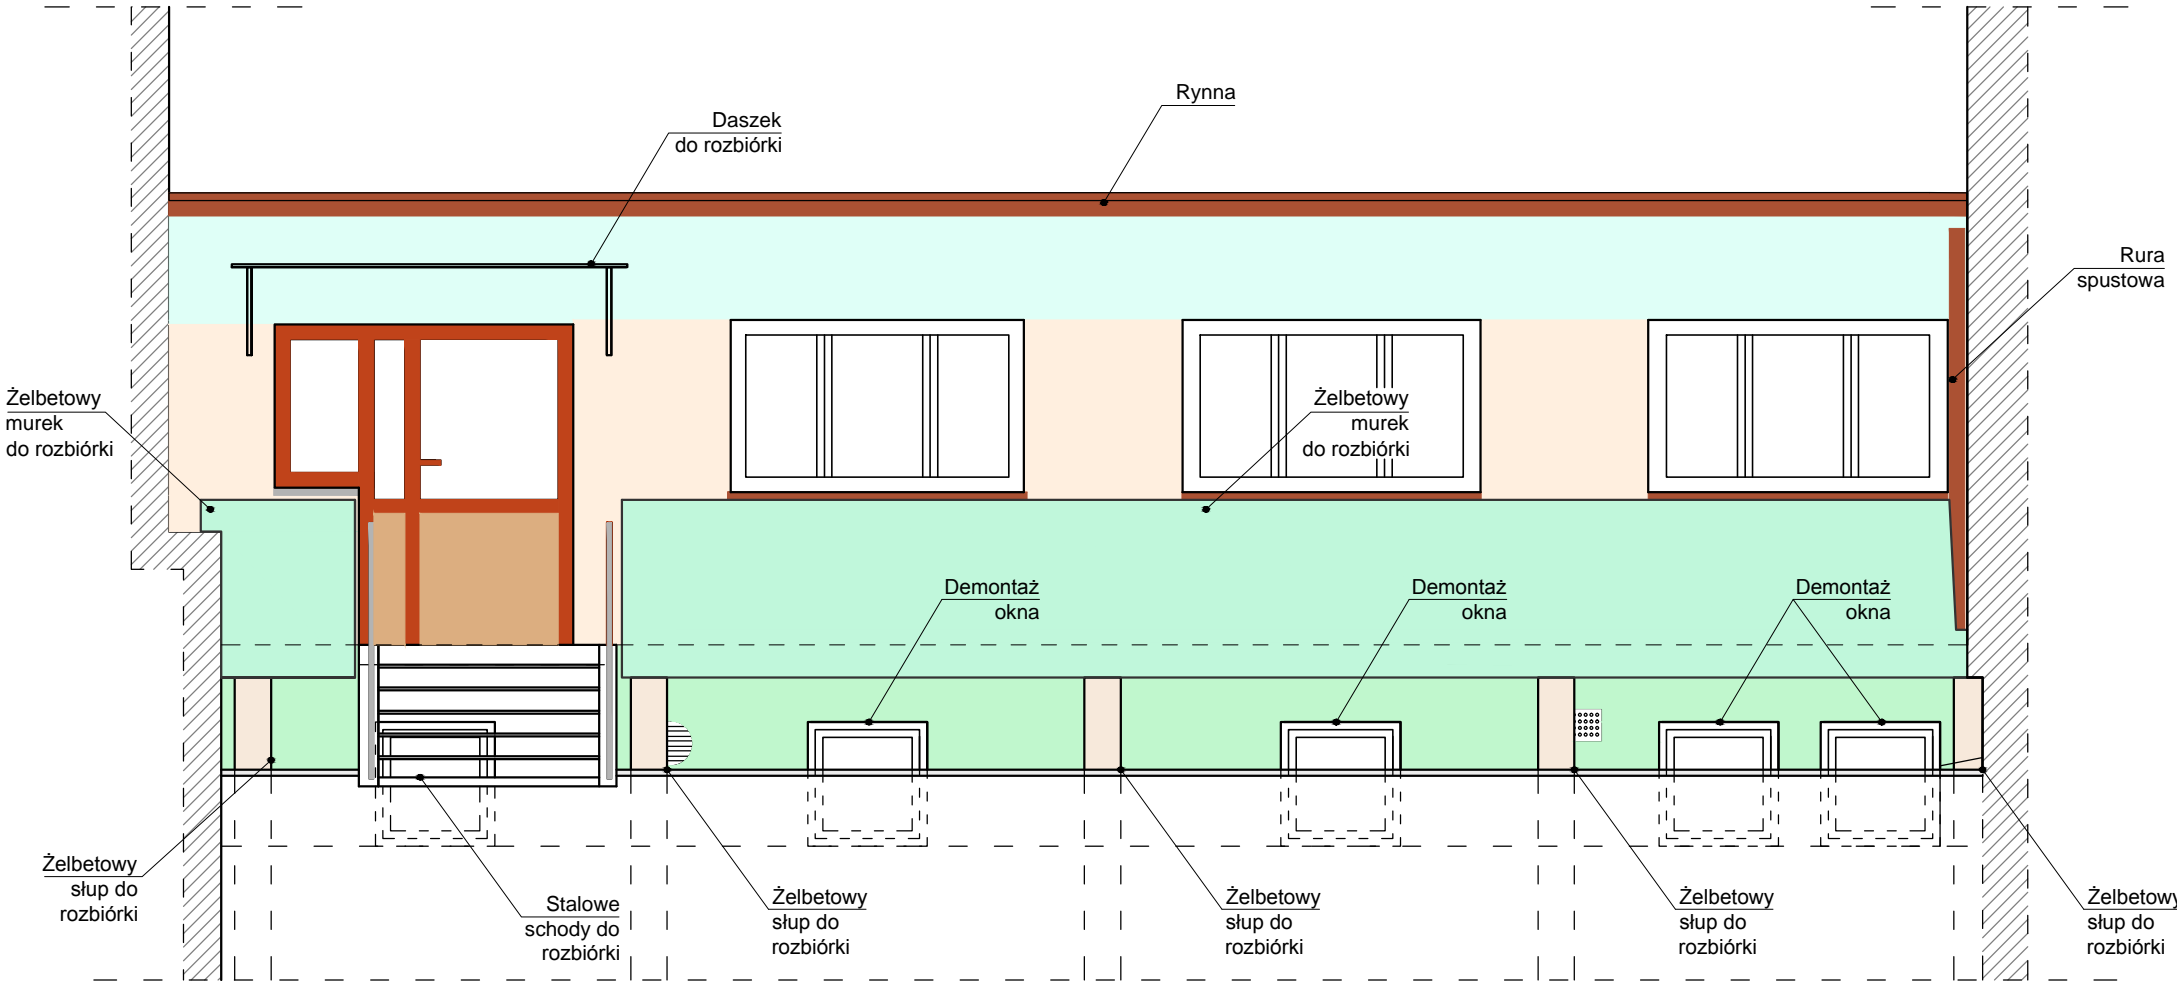 Rynna
Daszek
do rozbiórki
Rura
spustowa
Żelbetowy
murek
do rozbiórki
Żelbetowy
murek
do rozbiórki
Demontaż
okna
Demontaż
okna
Demontaż
okna
Żelbetowy
słup do
rozbiórki
Stalowe
schody do
rozbiórki
Żelbetowy
słup do
rozbiórki
Żelbetowy
słup do
rozbiórki
Żelbetowy
słup do
rozbiórki
Żelbetowy
słup do
rozbiórki